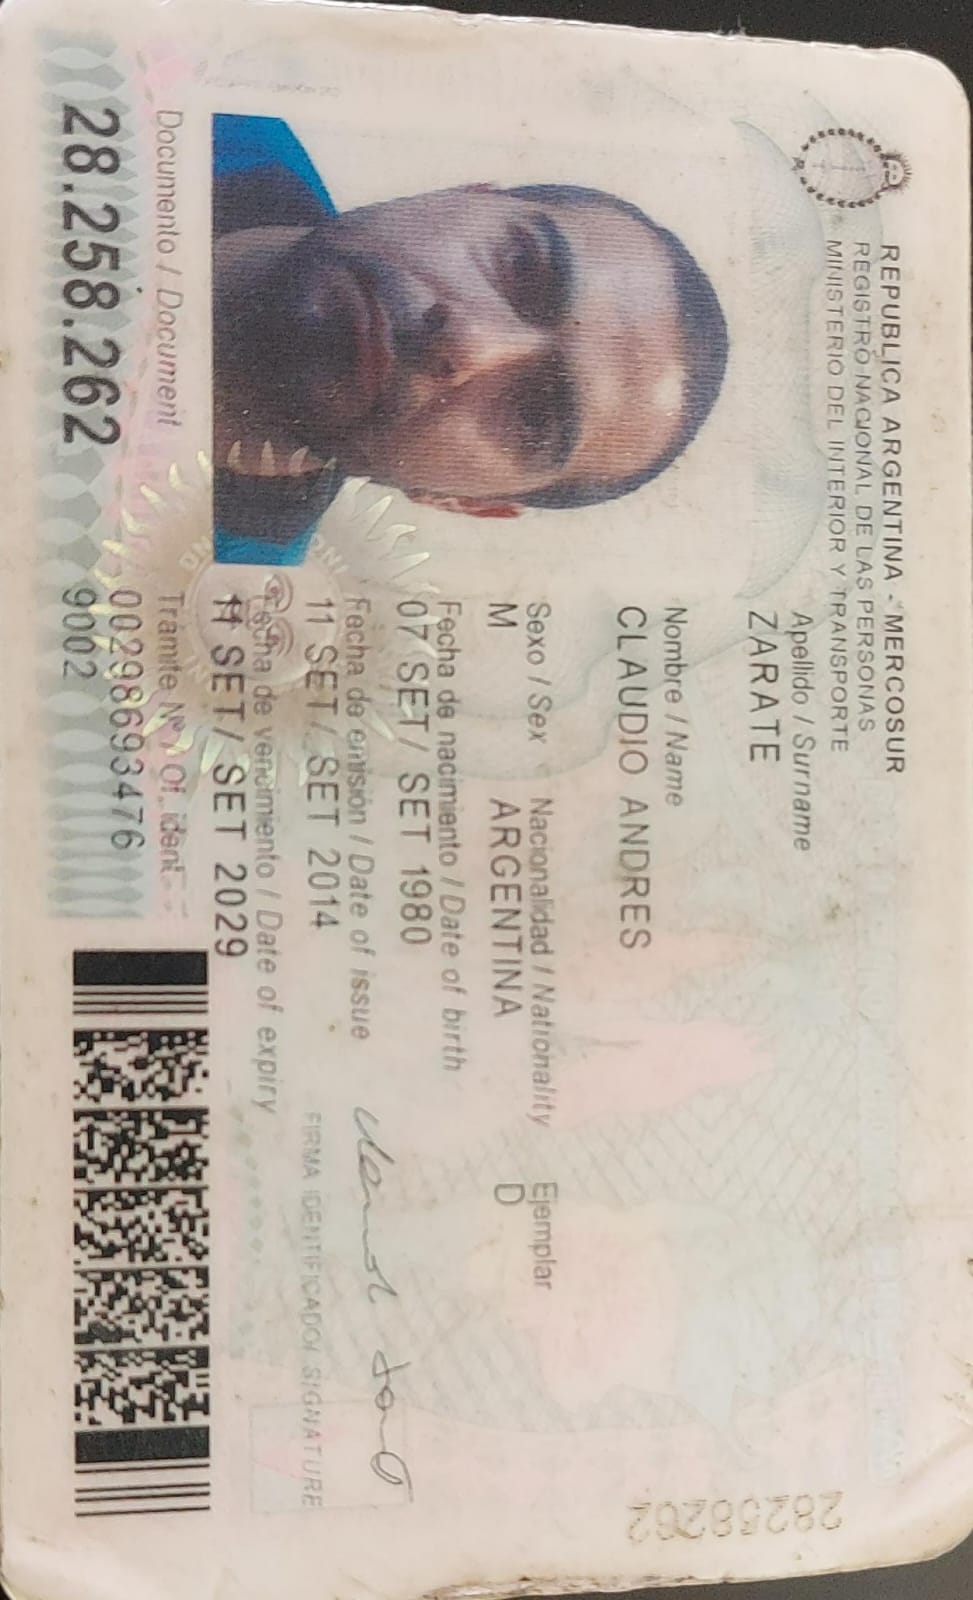 REPUBLICA ARGENTINA - MERCOSUR
REGISTRO NACIONAL DE LAS PERSONAS
MINISTERIO DEL INTERIOR Y TRANSPORTE
Apellido / Surname
ZARATE
Nombre / Name
CLAUDIO ANDRES
Sexo / Sex Nacionalidad / Nationality Ejemplar
M ARGENTINA D
Fecha de nacimiento / Date of birth
07 SET/ SET 1980
Fecha de emisión / Date of issue
11 SET/ SET 2014
Fecha de vencimiento / Date of expiry
11 SET/ SET 2029
FIRMA IDENTIFICADO/ SIGNATURE
Documento / Document
28.258.262
Trámite Nº / Of. ident.
00298693476
9002
28258262